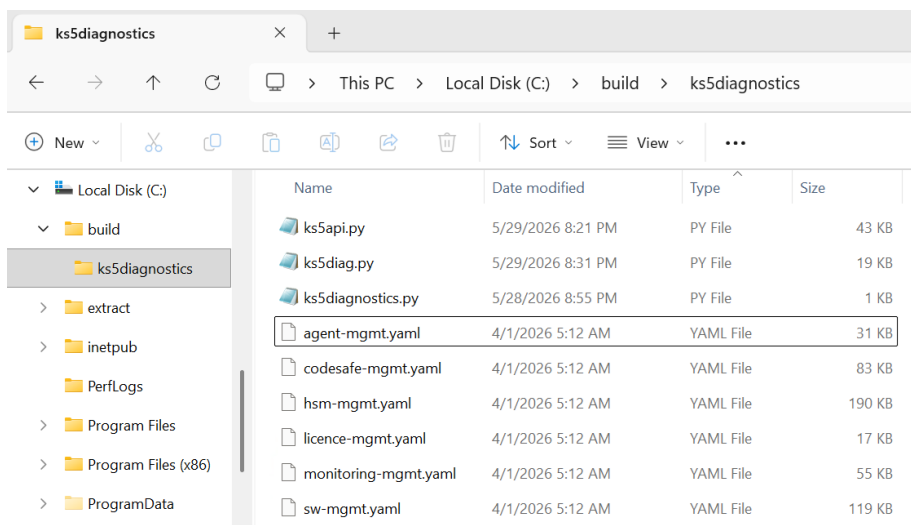 ks5diagnostics
This PC > Local Disk (C:) > build > ks5diagnostics
New Sort View
Local Disk (C:)
build
ks5diagnostics
extract
inetpub
PerfLogs
Program Files
Program Files (x86)
ProgramData
Name Date modified Type Size
ks5api.py 5/29/2026 8:21 PM PY File 43 KB
ks5diag.py 5/29/2026 8:31 PM PY File 19 KB
ks5diagnostics.py 5/28/2026 8:55 PM PY File 1 KB
agent-mgmt.yaml 4/1/2026 5:12 AM YAML File 31 KB
codesafe-mgmt.yaml 4/1/2026 5:12 AM YAML File 83 KB
hsm-mgmt.yaml 4/1/2026 5:12 AM YAML File 190 KB
licence-mgmt.yaml 4/1/2026 5:12 AM YAML File 17 KB
monitoring-mgmt.yaml 4/1/2026 5:12 AM YAML File 55 KB
sw-mgmt.yaml 4/1/2026 5:12 AM YAML File 119 KB